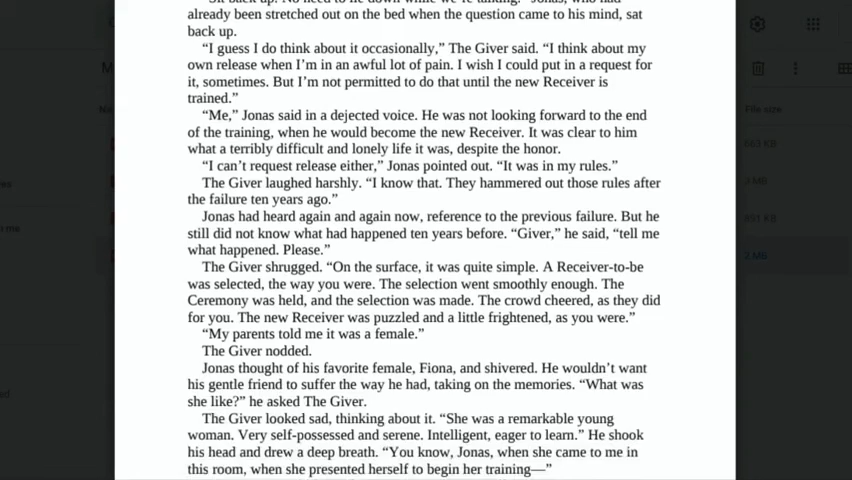 already been stretched out on the bed when the question came to his mind, sat
back up.
“I guess I do think about it occasionally,” The Giver said. “I think about my
own release when I’m in an awful lot of pain. I wish I could put in a request for
it, sometimes. But I’m not permitted to do that until the new Receiver is
trained.”
“Me,” Jonas said in a dejected voice. He was not looking forward to the end
of the training, when he would become the new Receiver. It was clear to him
what a terribly difficult and lonely life it was, despite the honor.
“I can’t request release either,” Jonas pointed out. “It was in my rules.”
The Giver laughed harshly. “I know that. They hammered out those rules after
the failure ten years ago.”
Jonas had heard again and again now, reference to the previous failure. But he
still did not know what had happened ten years before. “Giver,” he said, “tell me
what happened. Please.”
The Giver shrugged. “On the surface, it was quite simple. A Receiver-to-be
was selected, the way you were. The selection went smoothly enough. The
Ceremony was held, and the selection was made. The crowd cheered, as they did
for you. The new Receiver was puzzled and a little frightened, as you were.”
“My parents told me it was a female.”
The Giver nodded.
Jonas thought of his favorite female, Fiona, and shivered. He wouldn’t want
his gentle friend to suffer the way he had, taking on the memories. “What was
she like?” he asked The Giver.
The Giver looked sad, thinking about it. “She was a remarkable young
woman. Very self-possessed and serene. Intelligent, eager to learn.” He shook
his head and drew a deep breath. “You know, Jonas, when she came to me in
this room, when she presented herself to begin her training—”
File size
663 KB
3 MB
891 KB
2 MB